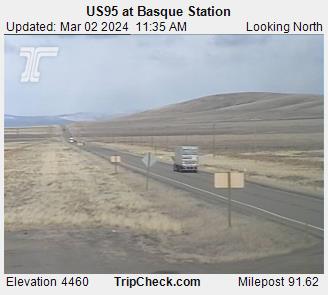 US95 at Basque Station
Updated: Mar 02 2024 11:35 AM Looking North
Elevation 4460 TripCheck.com Milepost 91.62